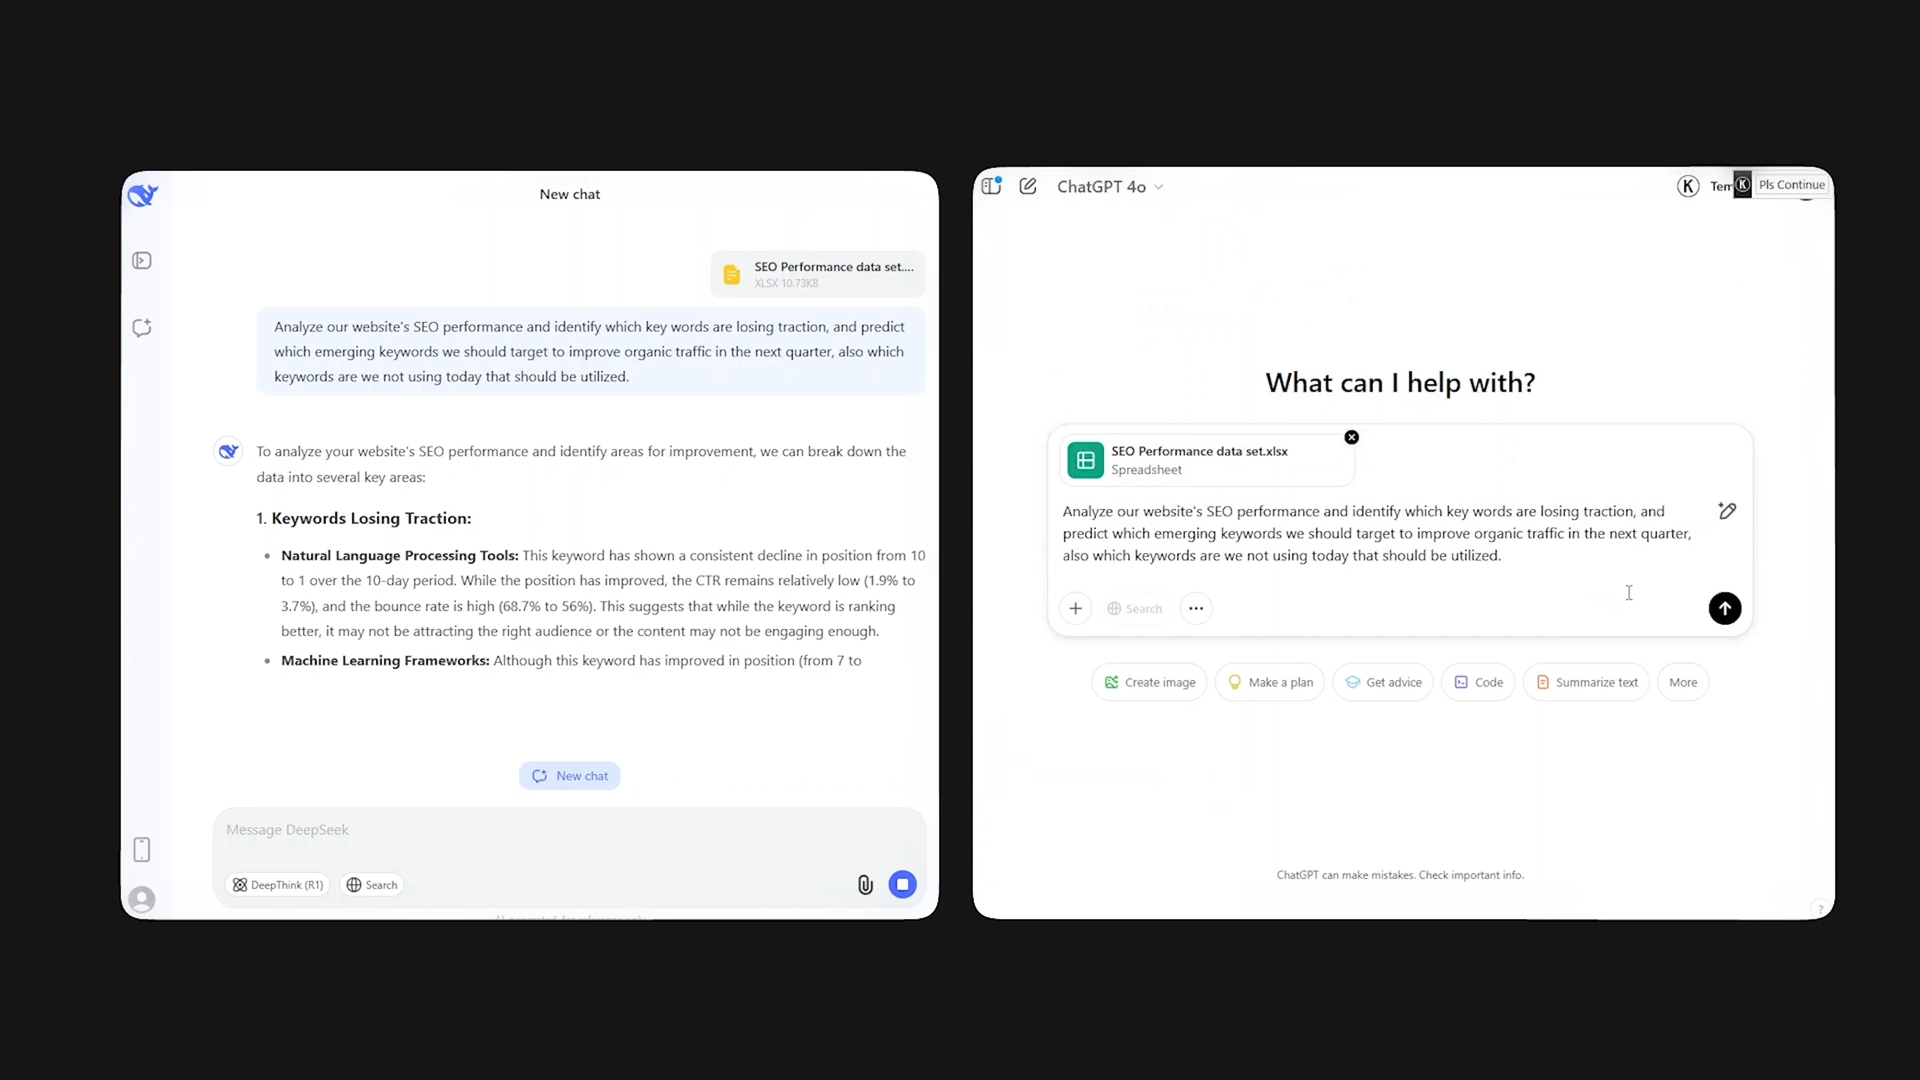 New chat
SEO Performance data set....
XLSX 10.73KB
Analyze our website's SEO performance and identify which key words are losing traction, and predict
which emerging keywords we should target to improve organic traffic in the next quarter, also which
keywords are we not using today that should be utilized.
To analyze your website's SEO performance and identify areas for improvement, we can break down the
data into several key areas:
1. Keywords Losing Traction:
Natural Language Processing Tools: This keyword has shown a consistent decline in position from 10
to 1 over the 10-day period. While the position has improved, the CTR remains relatively low (1.9% to
3.7%), and the bounce rate is high (68.7% to 56%). This suggests that while the keyword is ranking
better, it may not be attracting the right audience or the content may not be engaging enough.
Machine Learning Frameworks: Although this keyword has improved in position (from 7 to
New chat
Message DeepSeek
DeepThink (R1)
Search
ChatGPT 4o
K
Tem
K
Pls Continue
What can I help with?
SEO Performance data set.xlsx
Spreadsheet
Analyze our website's SEO performance and identify which key words are losing traction, and
predict which emerging keywords we should target to improve organic traffic in the next quarter,
also which keywords are we not using today that should be utilized.
Search
Create image
Make a plan
Get advice
Code
Summarize text
More
ChatGPT can make mistakes. Check important info.
?